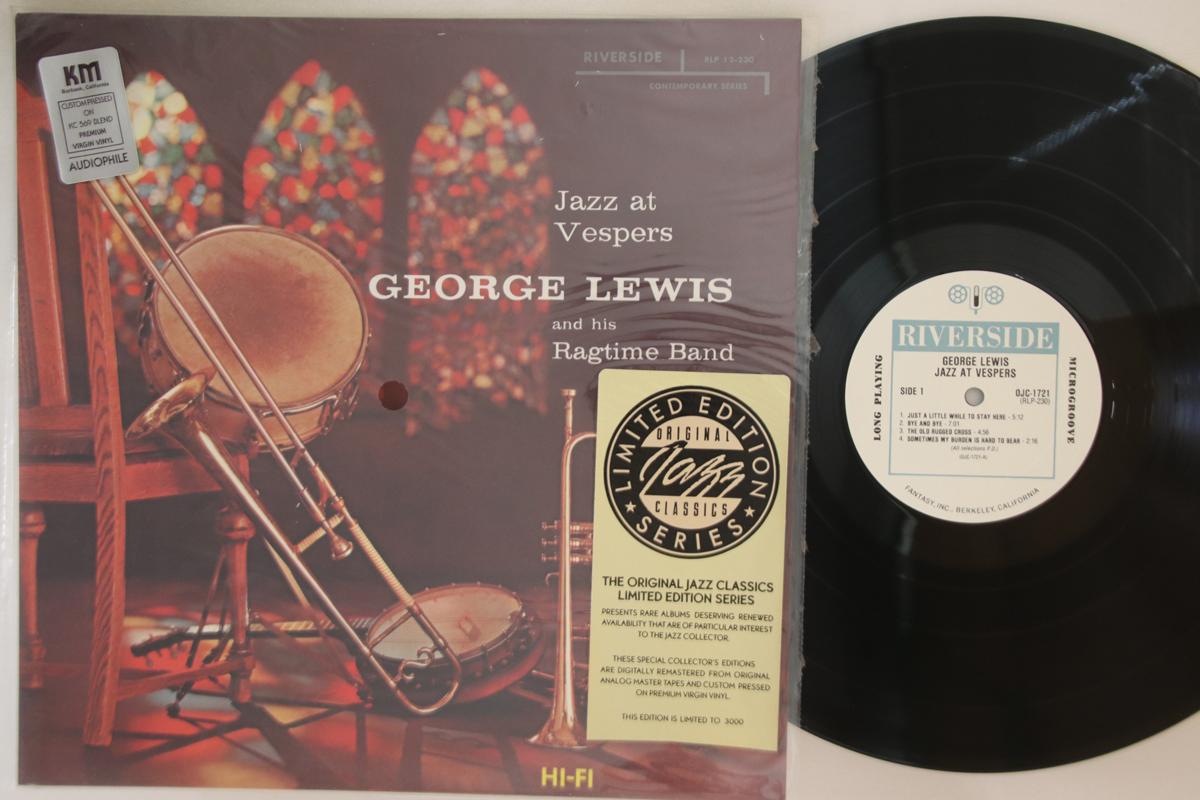 KM
Burbank, California
CUSTOM PRESSED
ON
KC 569 BLEND
PREMIUM
VIRGIN VINYL
AUDIOPHILE
RIVERSIDE
RLP 12-230
CONTEMPORARY SERIES
Jazz at
Vespers
GEORGE LEWIS
and his
Ragtime Band
LIMITED EDITION
ORIGINAL
Jazz
CLASSICS
SERIES
THE ORIGINAL JAZZ CLASSICS
LIMITED EDITION SERIES
PRESENTS RARE ALBUMS DESERVING RENEWED
AVAILABILITY THAT ARE OF PARTICULAR INTEREST
TO THE JAZZ COLLECTOR.
THESE SPECIAL COLLECTOR'S EDITIONS
ARE DIGITALLY REMASTERED FROM ORIGINAL
ANALOG MASTER TAPES AND CUSTOM PRESSED
ON PREMIUM VIRGIN VINYL.
THIS EDITION IS LIMITED TO 3000
HI-FI
RIVERSIDE
GEORGE LEWIS
JAZZ AT VESPERS
SIDE 1
OJC-1721
(RLP-230)
LONG PLAYING
MICROGROOVE
1. JUST A LITTLE WHILE TO STAY HERE - 5:12
2. BYE AND BYE - 7:01
3. THE OLD RUGGED CROSS - 4:56
4. SOMETIMES MY BURDEN IS HARD TO BEAR - 2:16
(All selections P.D.)
(OJC-1721-A)
FANTASY, INC., BERKELEY, CALIFORNIA